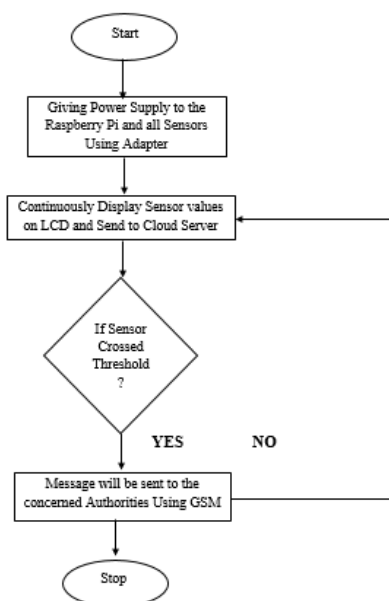 Start
Giving Power Supply to the
Raspberry Pi and all Sensors
Using Adapter
Continuously Display Sensor values
on LCD and Send to Cloud Server
If Sensor
Crossed
Threshold
?
YES NO
Message will be sent to the
concerned Authorities Using GSM
Stop